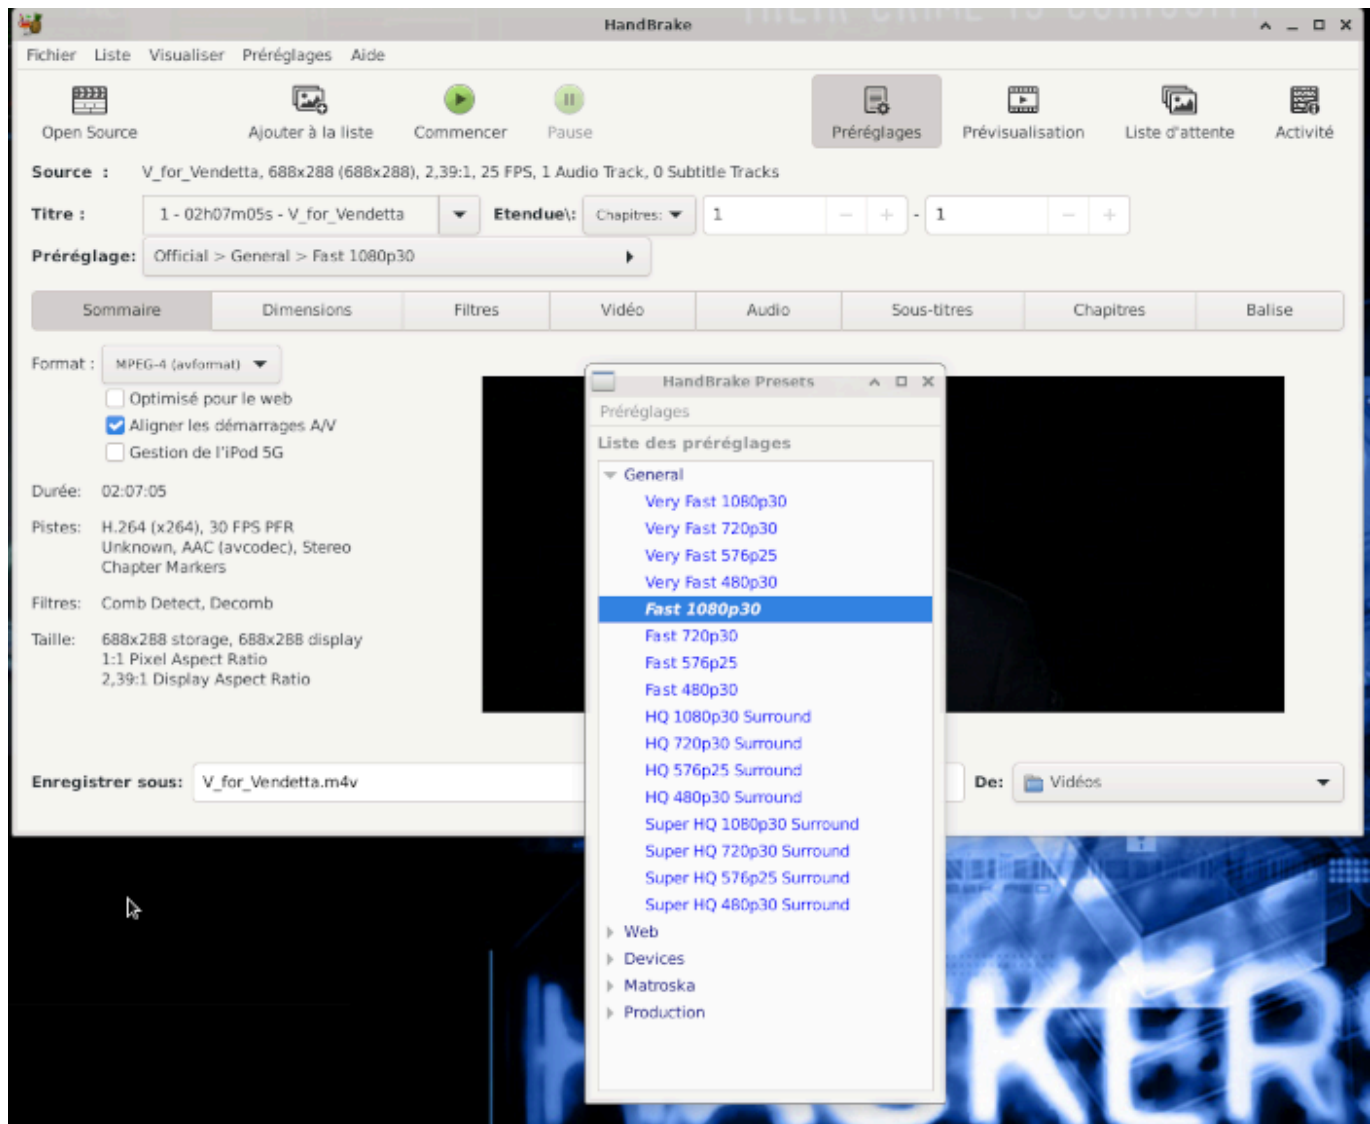 THEIR CRIME IS CURIOSITY
HandBrake
Fichier Liste Visualiser Préréglages Aide
Open Source Ajouter à la liste Commencer Pause Préréglages Prévisualisation Liste d'attente Activité
Source : V_for_Vendetta, 688x288 (688x288), 2,39:1, 25 FPS, 1 Audio Track, 0 Subtitle Tracks
Titre : 1 - 02h07m05s - V_for_Vendetta Etendue\: Chapitres: 1 - + - 1 - +
Préréglage: Official > General > Fast 1080p30
Sommaire Dimensions Filtres Vidéo Audio Sous-titres Chapitres Balise
Format : MPEG-4 (avformat)
Optimisé pour le web
Aligner les démarrages A/V
Gestion de l'iPod 5G
Durée: 02:07:05
Pistes: H.264 (x264), 30 FPS PFR
Unknown, AAC (avcodec), Stereo
Chapter Markers
Filtres: Comb Detect, Decomb
Taille: 688x288 storage, 688x288 display
1:1 Pixel Aspect Ratio
2,39:1 Display Aspect Ratio
Enregistrer sous: V_for_Vendetta.m4v De: Vidéos
HandBrake Presets
Préréglages
Liste des préréglages
General
Very Fast 1080p30
Very Fast 720p30
Very Fast 576p25
Very Fast 480p30
Fast 1080p30
Fast 720p30
Fast 576p25
Fast 480p30
HQ 1080p30 Surround
HQ 720p30 Surround
HQ 576p25 Surround
HQ 480p30 Surround
Super HQ 1080p30 Surround
Super HQ 720p30 Surround
Super HQ 576p25 Surround
Super HQ 480p30 Surround
Web
Devices
Matroska
Production